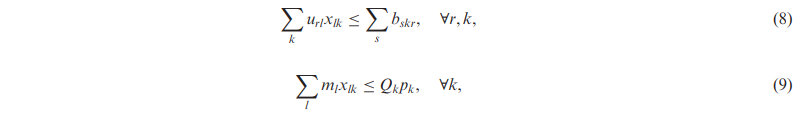 ∑_k u_{rl} x_{lk} ≤ ∑_s b_{skr}, ∀r, k, (8)
∑_l m_l x_{lk} ≤ Q_k p_k, ∀k, (9)